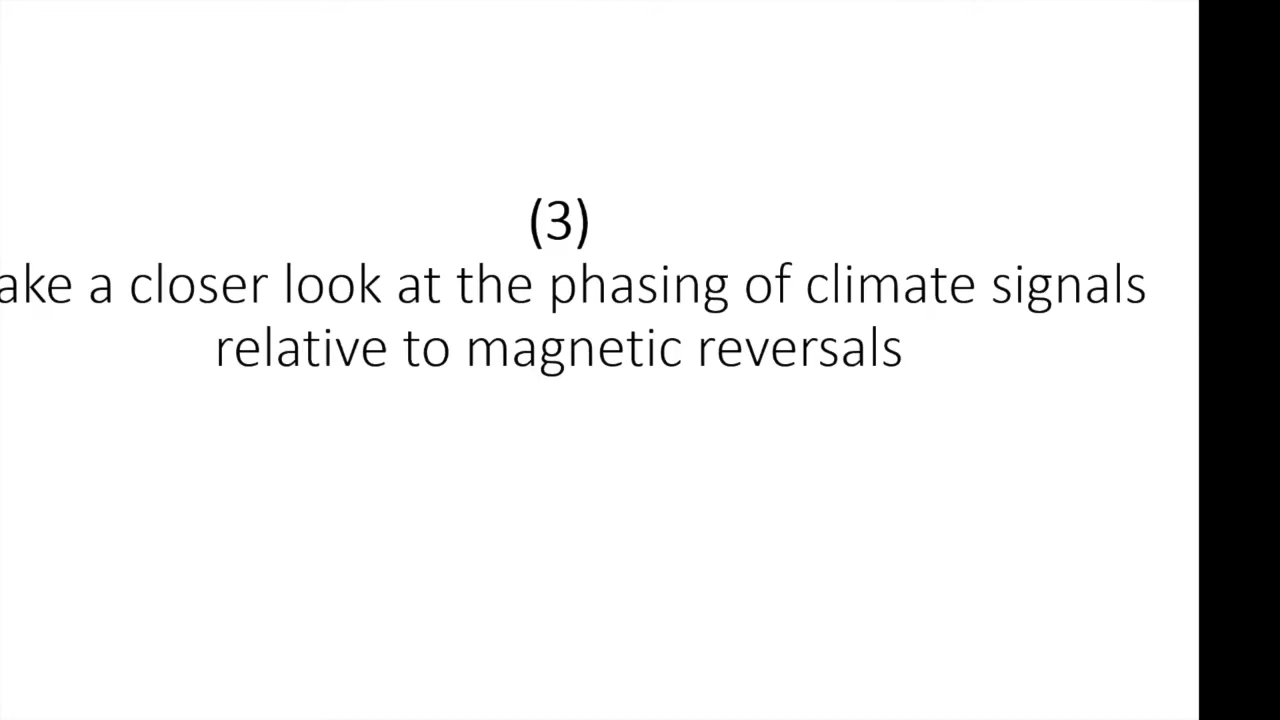 (3)
ake a closer look at the phasing of climate signals
relative to magnetic reversals